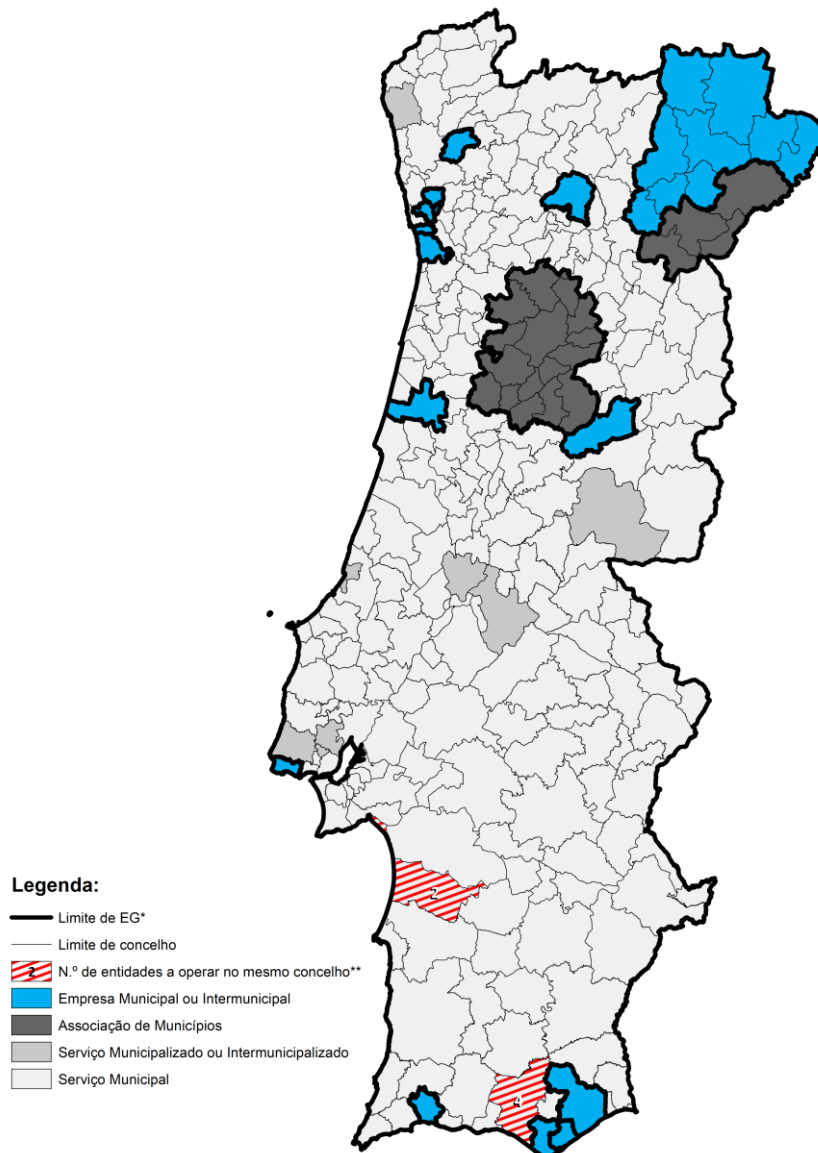 2
4
Legenda:
Limite de EG*
Limite de concelho
2 N.º de entidades a operar no mesmo concelho**
Empresa Municipal ou Intermunicipal
Associação de Municípios
Serviço Municipalizado ou Intermunicipalizado
Serviço Municipal